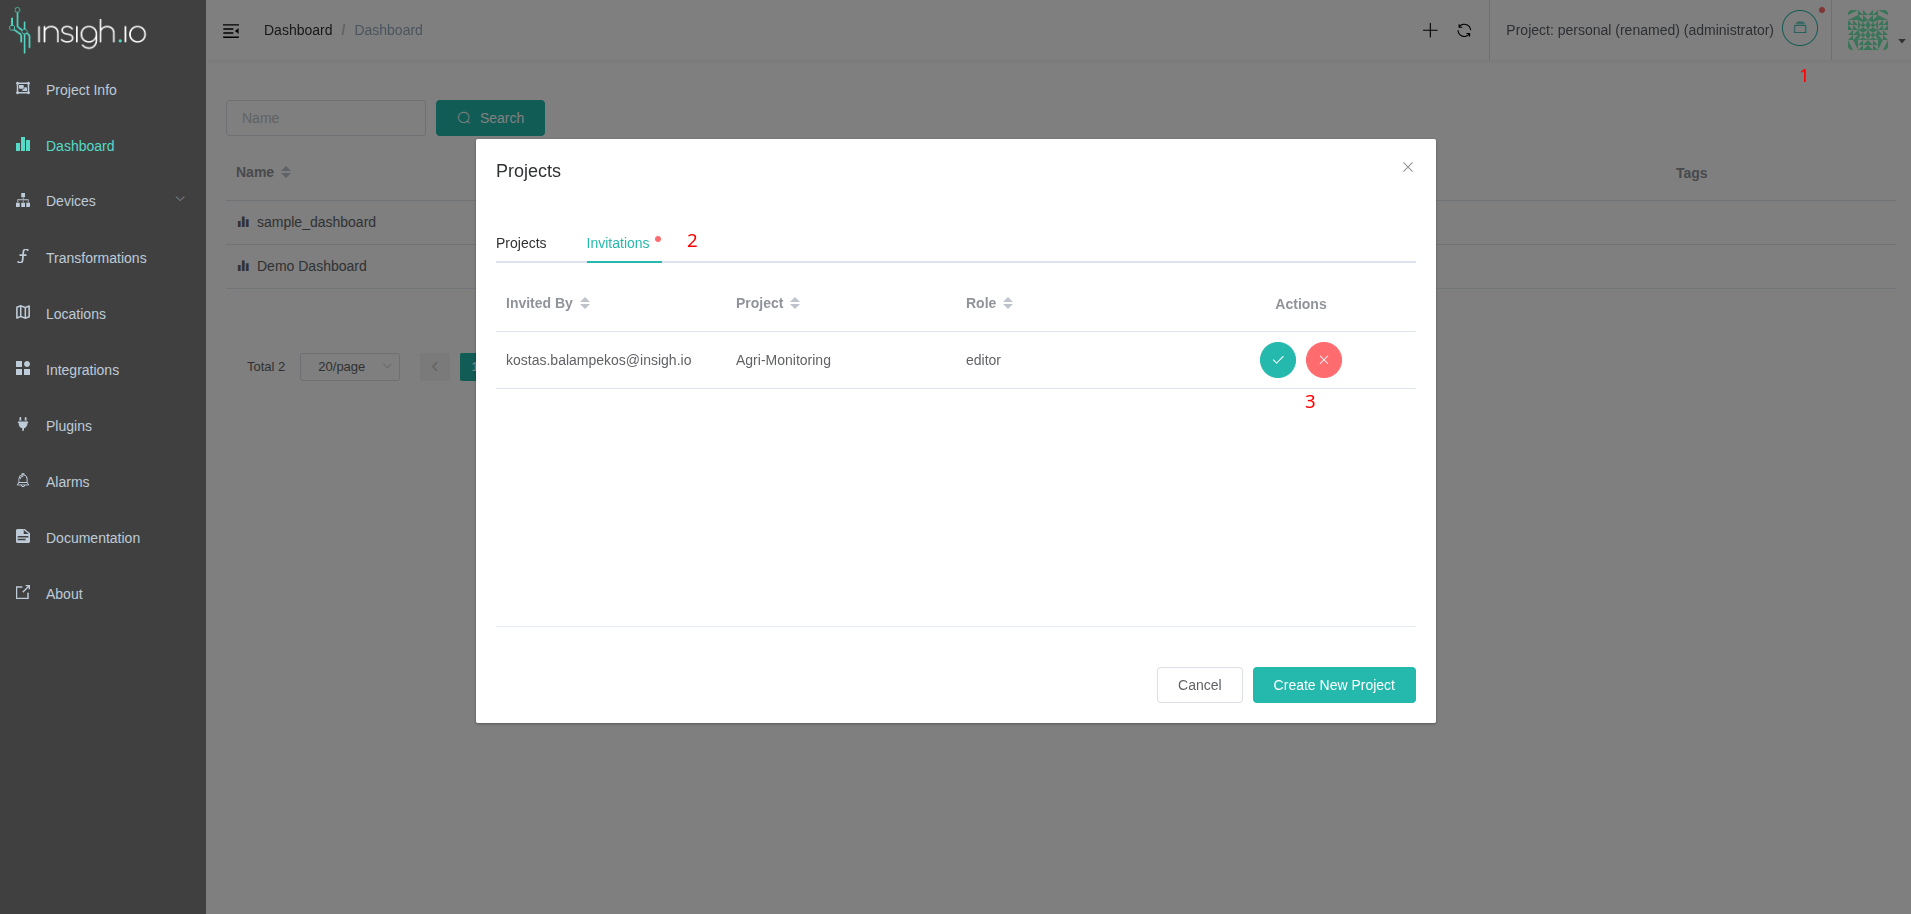 insigh.io
Dashboard / Dashboard
Project: personal (renamed) (administrator)
1
Project Info
Dashboard
Devices
Transformations
Locations
Integrations
Plugins
Alarms
Documentation
About
Name
Search
Name
Tags
sample_dashboard
Demo Dashboard
Total 2
20/page
1
Projects
Projects
Invitations
2
Invited By
Project
Role
Actions
kostas.balampekos@insigh.io
Agri-Monitoring
editor
3
Cancel
Create New Project